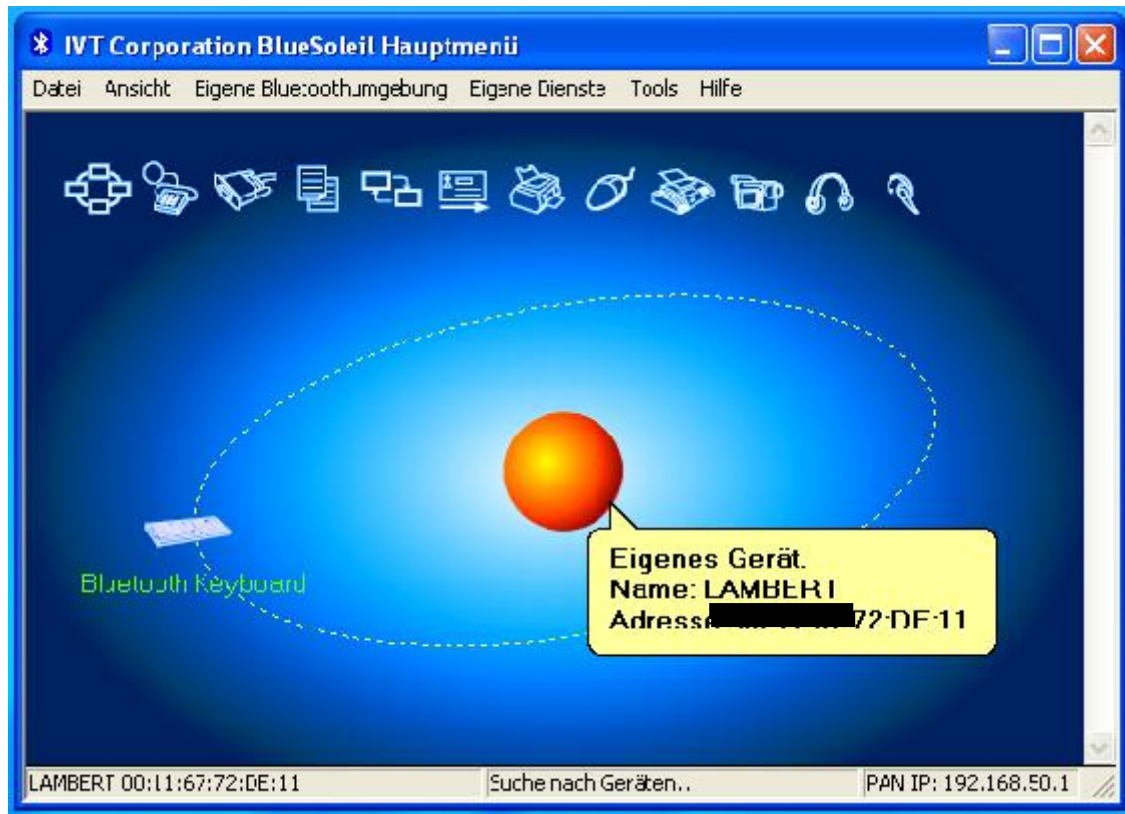 IVT Corporation BlueSoleil Hauptmenü
Datei Ansicht Eigene Bluetoothumgebung Eigene Dienste Tools Hilfe
Bluetooth Keyboard
Eigenes Gerät.
Name: LAMBERT
Adresse 72:DE:11
LAMBERT 00:11:67:72:DE:11 Suche nach Geräten.. PAN IP: 192.168.50.1